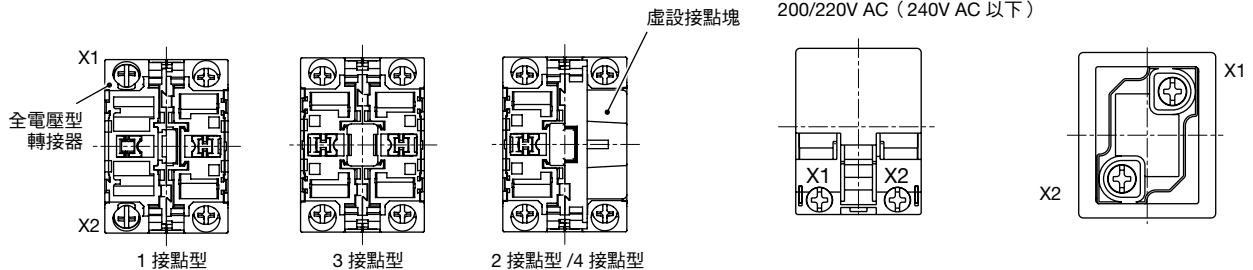 虛設接點塊
200/220V AC（240V AC 以下）
X1
全電壓型
轉接器
X2
1 接點型
3 接點型
2 接點型 /4 接點型
X1
X2
X1
X2